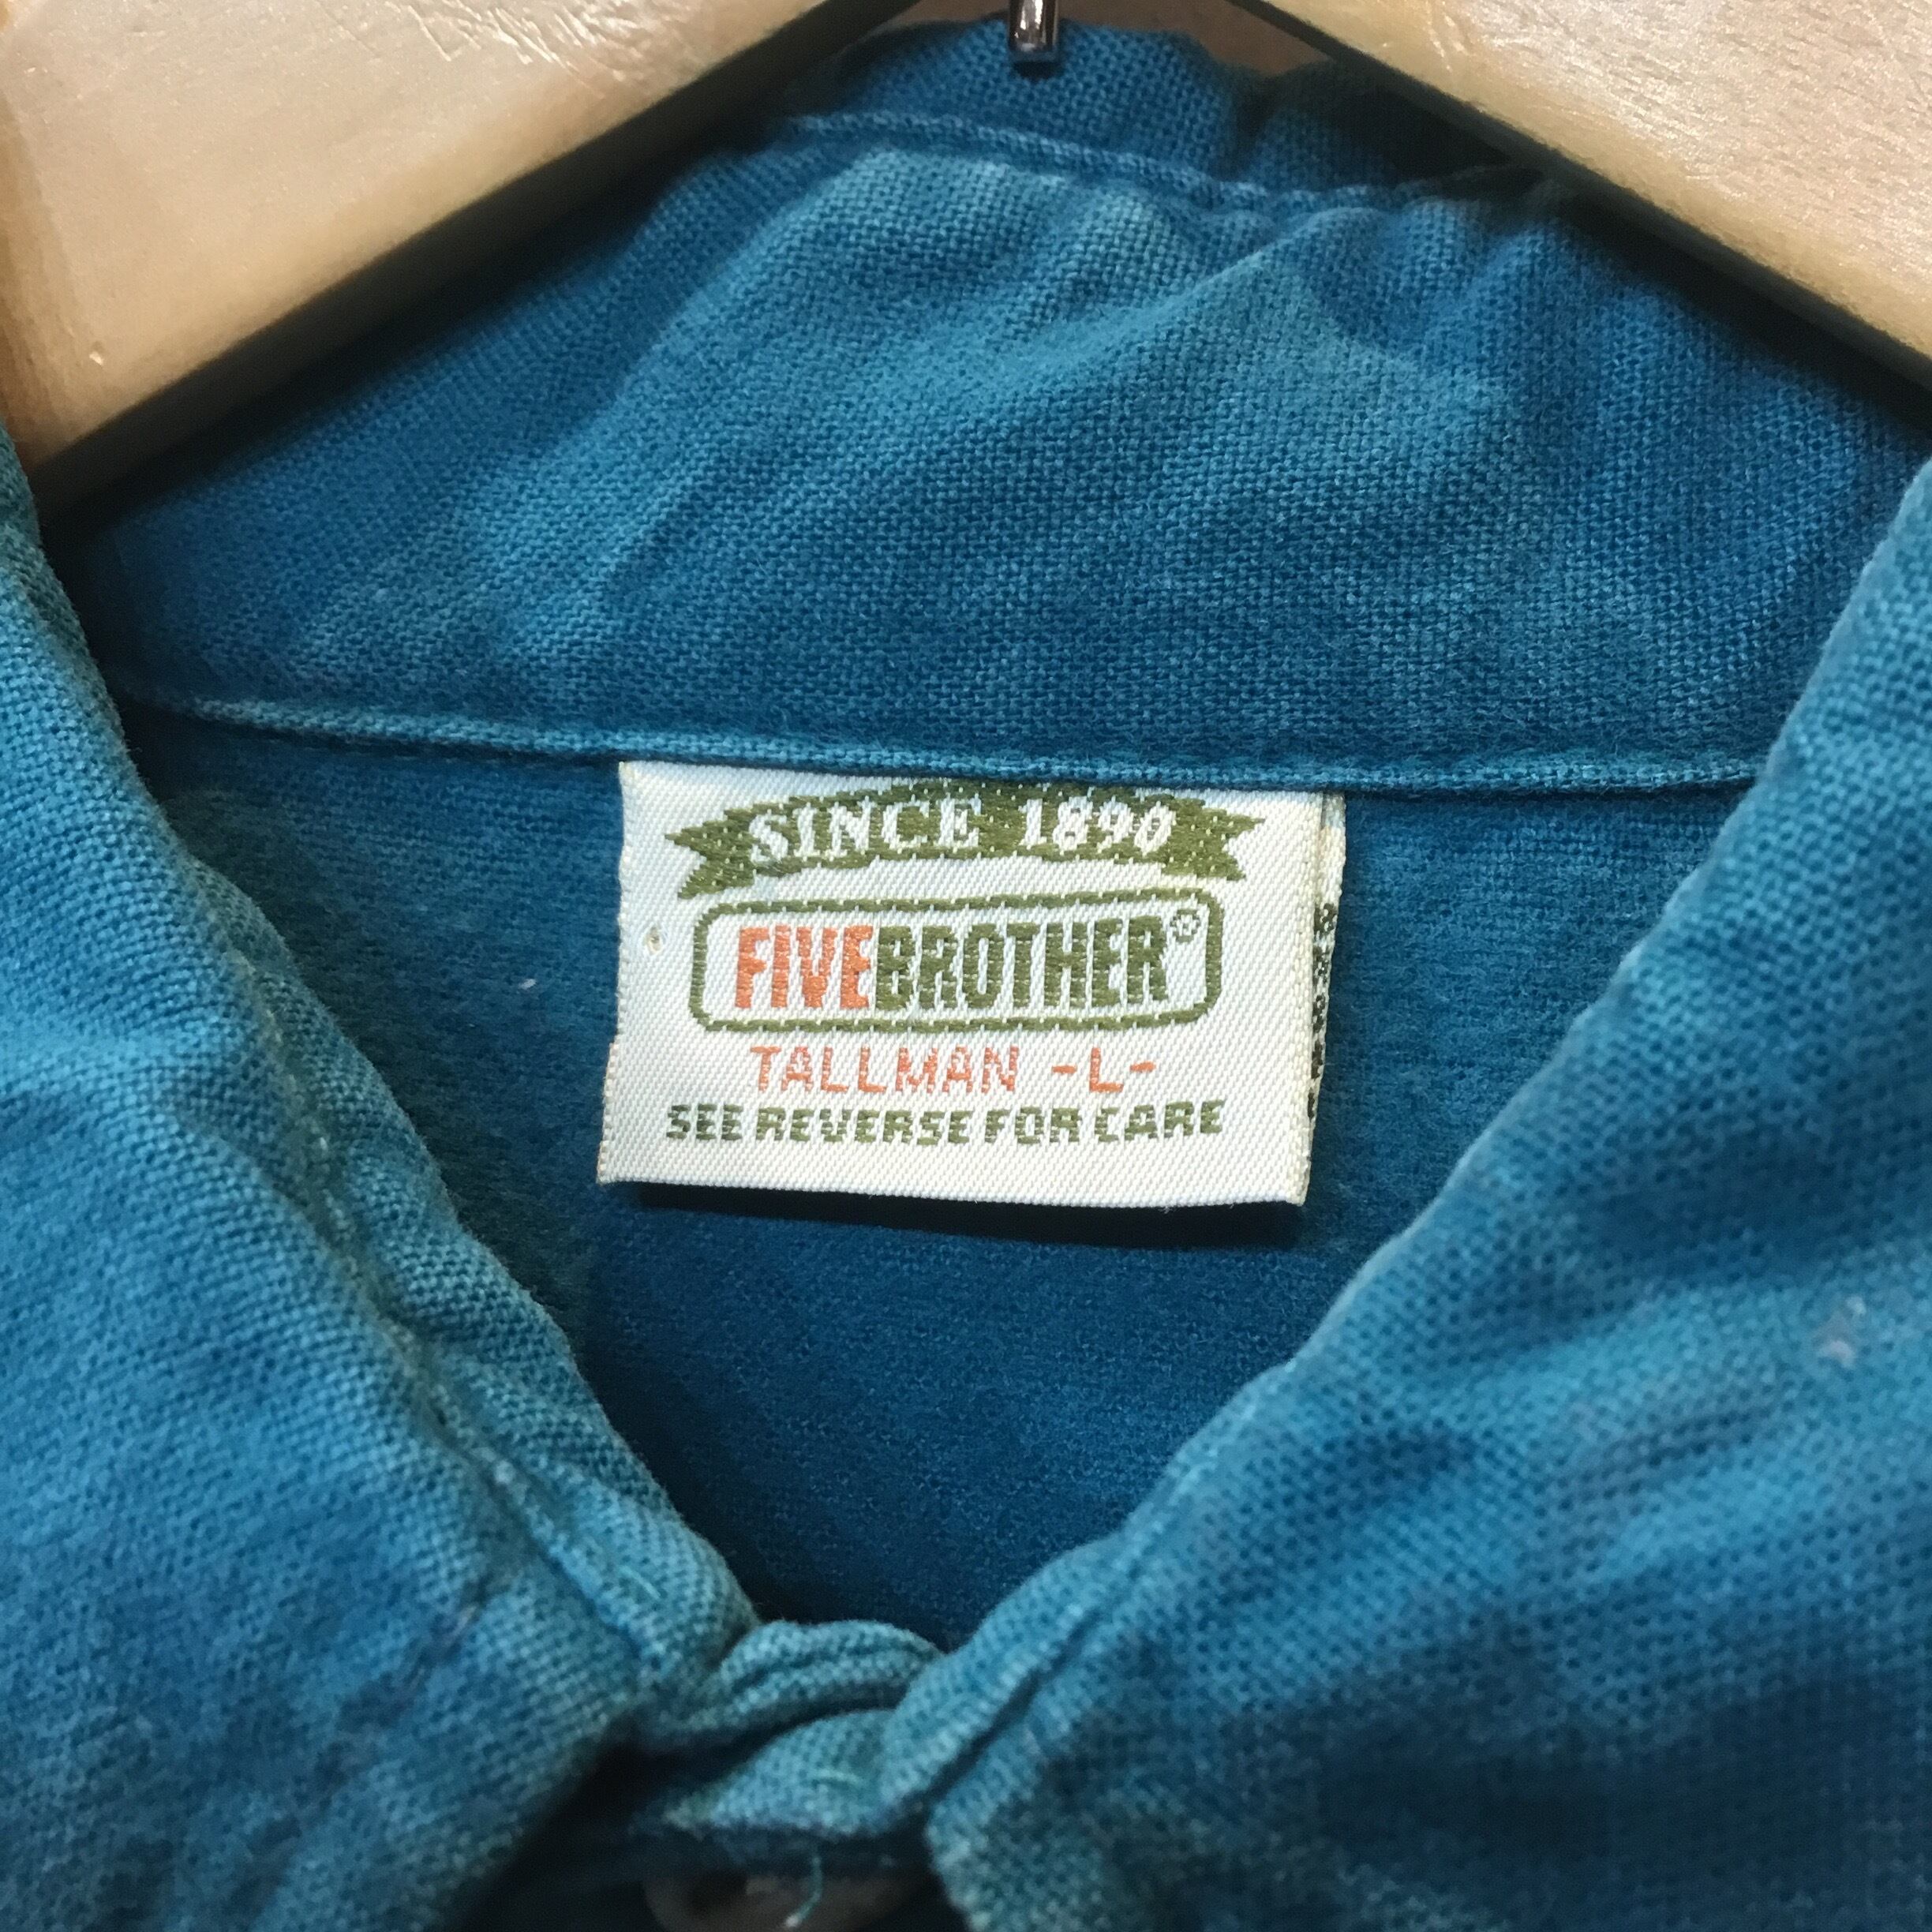 SINCE 1890
FIVEBROTHER®
TALLMAN -L-
SEE REVERSE FOR CARE